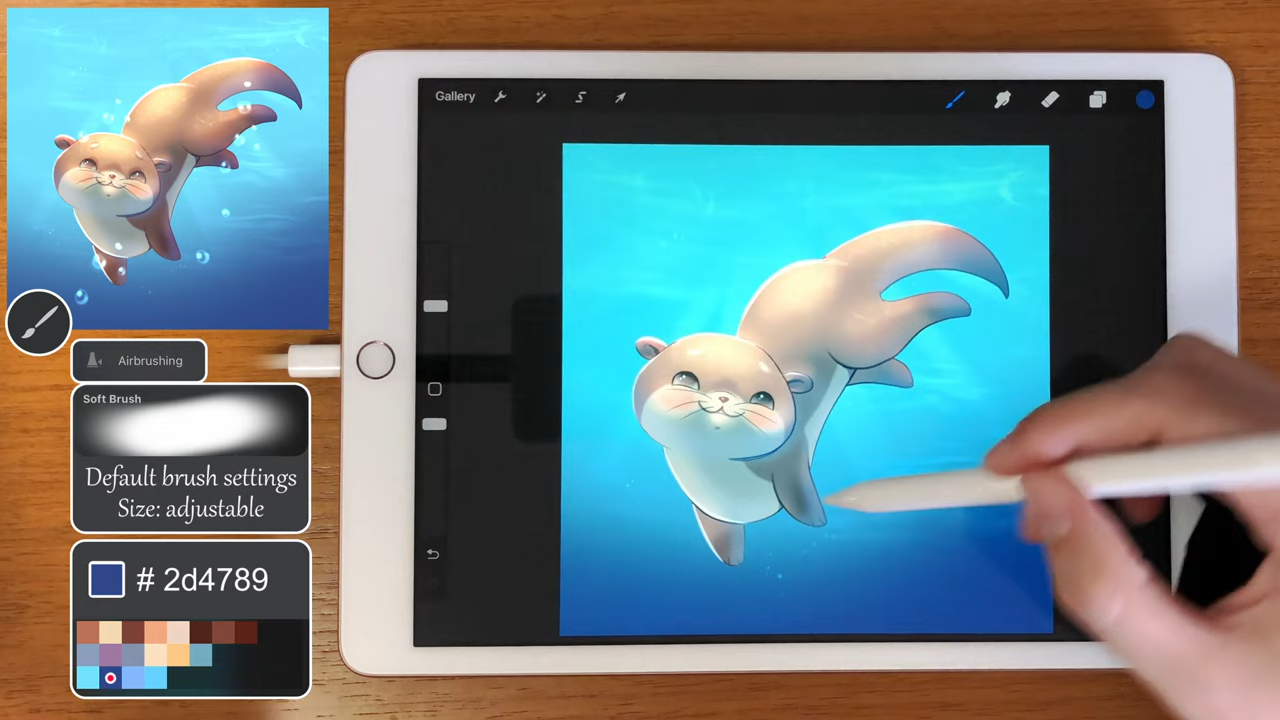 Gallery
Airbrushing
Soft Brush
Default brush settings
Size: adjustable
# 2d4789